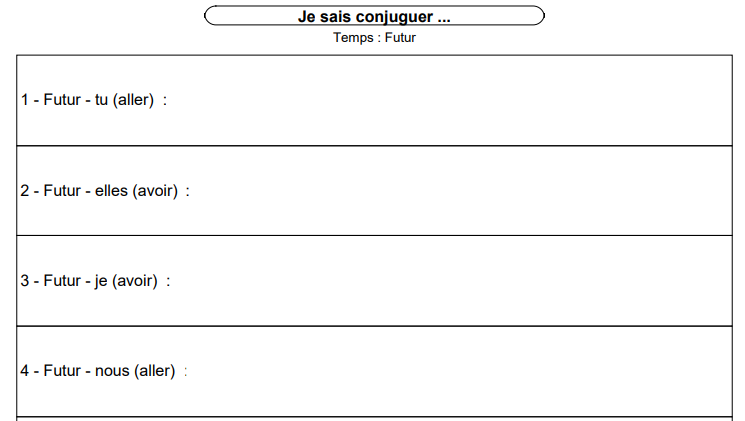 Je sais conjuguer ...
Temps : Futur
1 - Futur - tu (aller) :
2 - Futur - elles (avoir) :
3 - Futur - je (avoir) :
4 - Futur - nous (aller) :